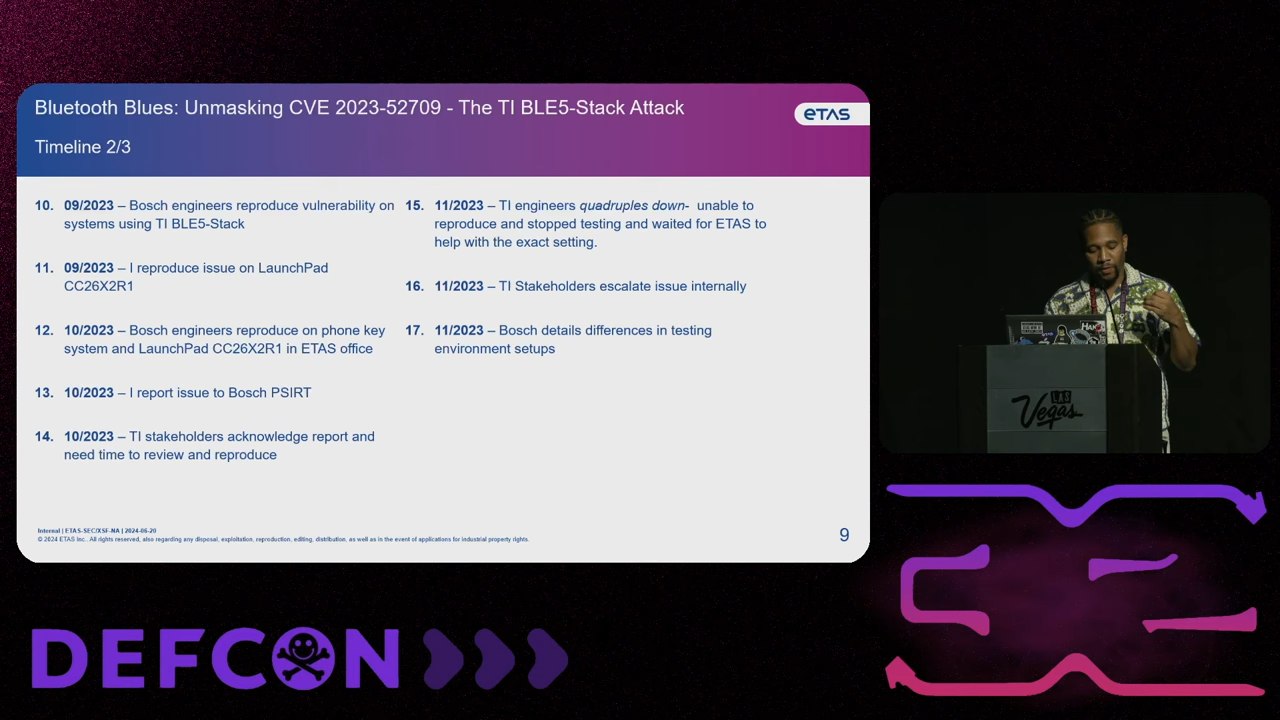 Bluetooth Blues: Unmasking CVE 2023-52709 - The TI BLE5-Stack Attack
eTAS
Timeline 2/3
10. 09/2023 – Bosch engineers reproduce vulnerability on
systems using TI BLE5-Stack
11. 09/2023 – I reproduce issue on LaunchPad
CC26X2R1
12. 10/2023 – Bosch engineers reproduce on phone key
system and LaunchPad CC26X2R1 in ETAS office
13. 10/2023 – I report issue to Bosch PSIRT
14. 10/2023 – TI stakeholders acknowledge report and
need time to review and reproduce
15. 11/2023 – TI engineers quadruples down- unable to
reproduce and stopped testing and waited for ETAS to
help with the exact setting.
16. 11/2023 – TI Stakeholders escalate issue internally
17. 11/2023 – Bosch details differences in testing
environment setups
Internal | ETAS-SEC/XSF-NA | 2024-06-20
© 2024 ETAS Inc.. All rights reserved, also regarding any disposal, exploitation, reproduction, editing, distribution, as well as in the event of applications for industrial property rights.
9
LAS
Vegas
DEFCON